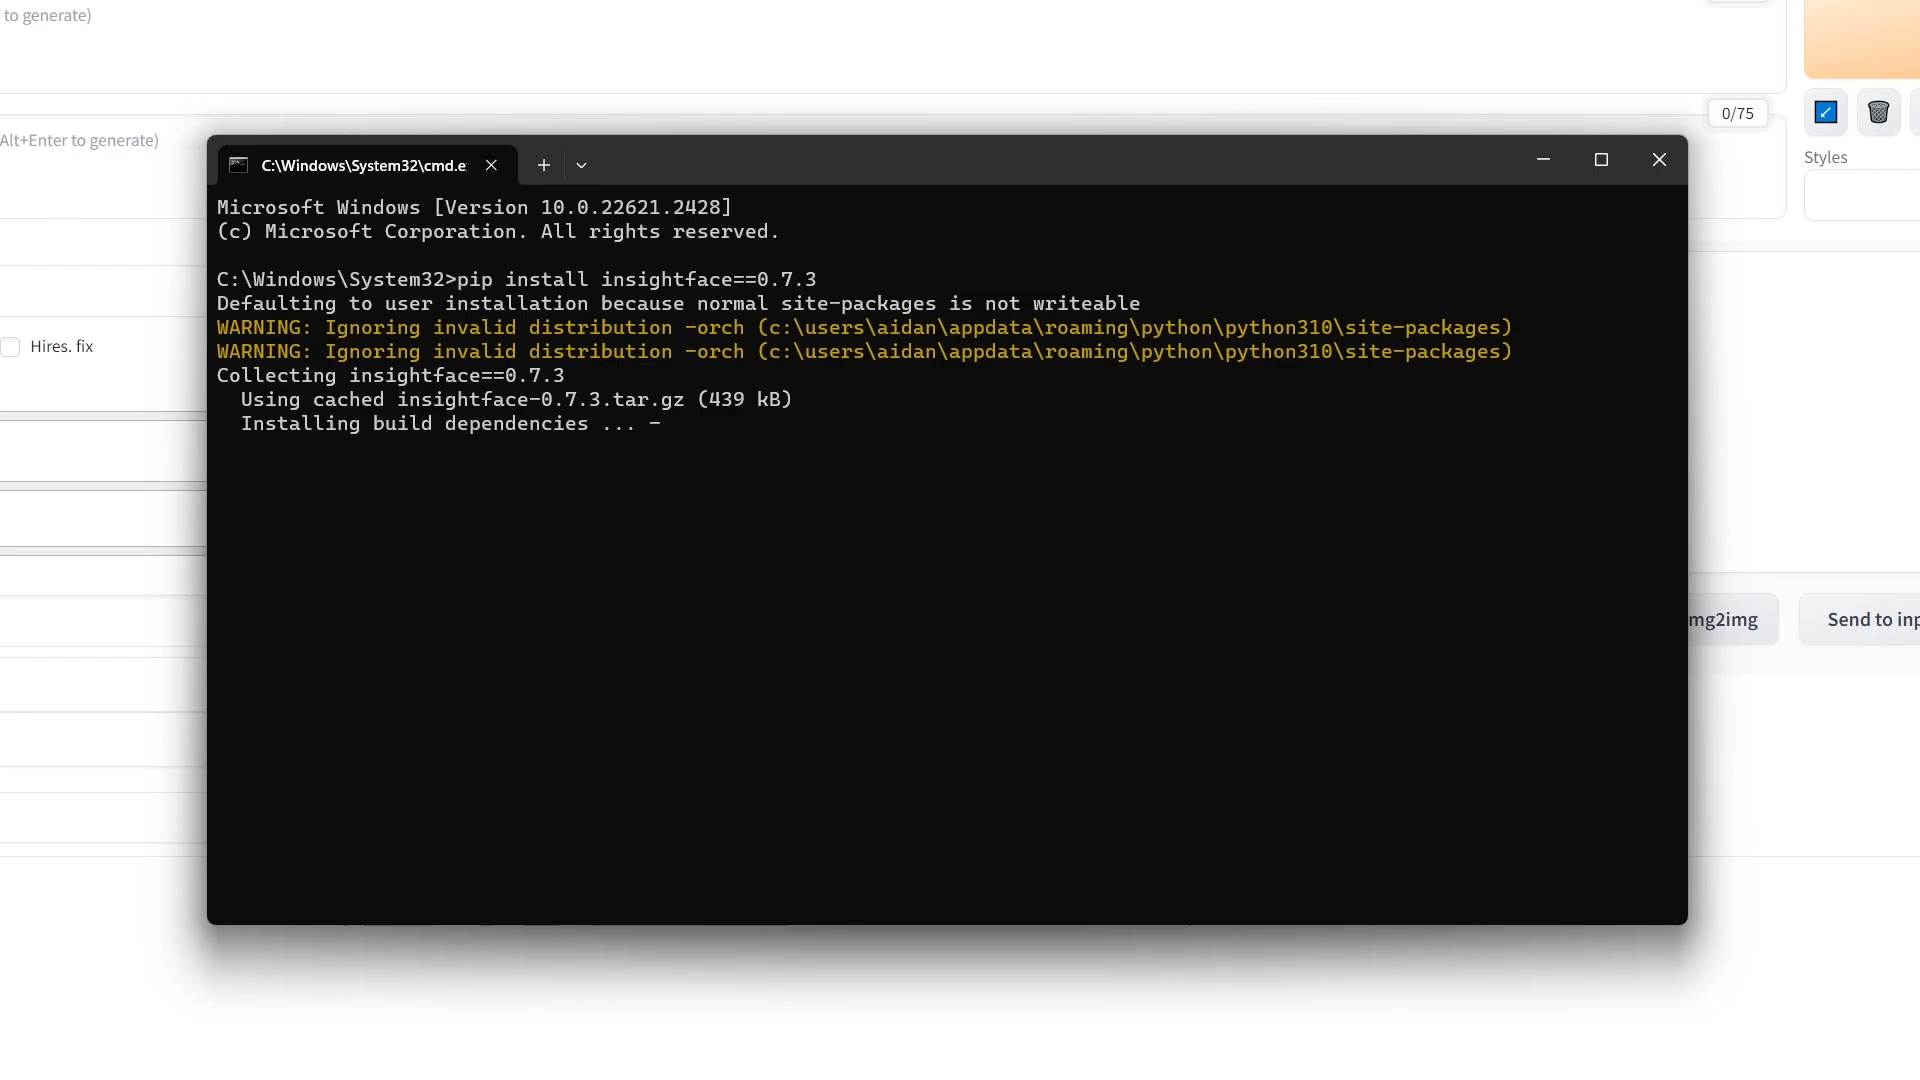 to generate)
0/75
Alt+Enter to generate)
Styles
C:\Windows\System32\cmd.e
Microsoft Windows [Version 10.0.22621.2428]
(c) Microsoft Corporation. All rights reserved.
C:\Windows\System32>pip install insightface==0.7.3
Defaulting to user installation because normal site-packages is not writeable
WARNING: Ignoring invalid distribution -orch (c:\users\aidan\appdata\roaming\python\python310\site-packages)
Hires. fix
WARNING: Ignoring invalid distribution -orch (c:\users\aidan\appdata\roaming\python\python310\site-packages)
Collecting insightface==0.7.3
Using cached insightface-0.7.3.tar.gz (439 kB)
Installing build dependencies ... -
mg2img
Send to inp